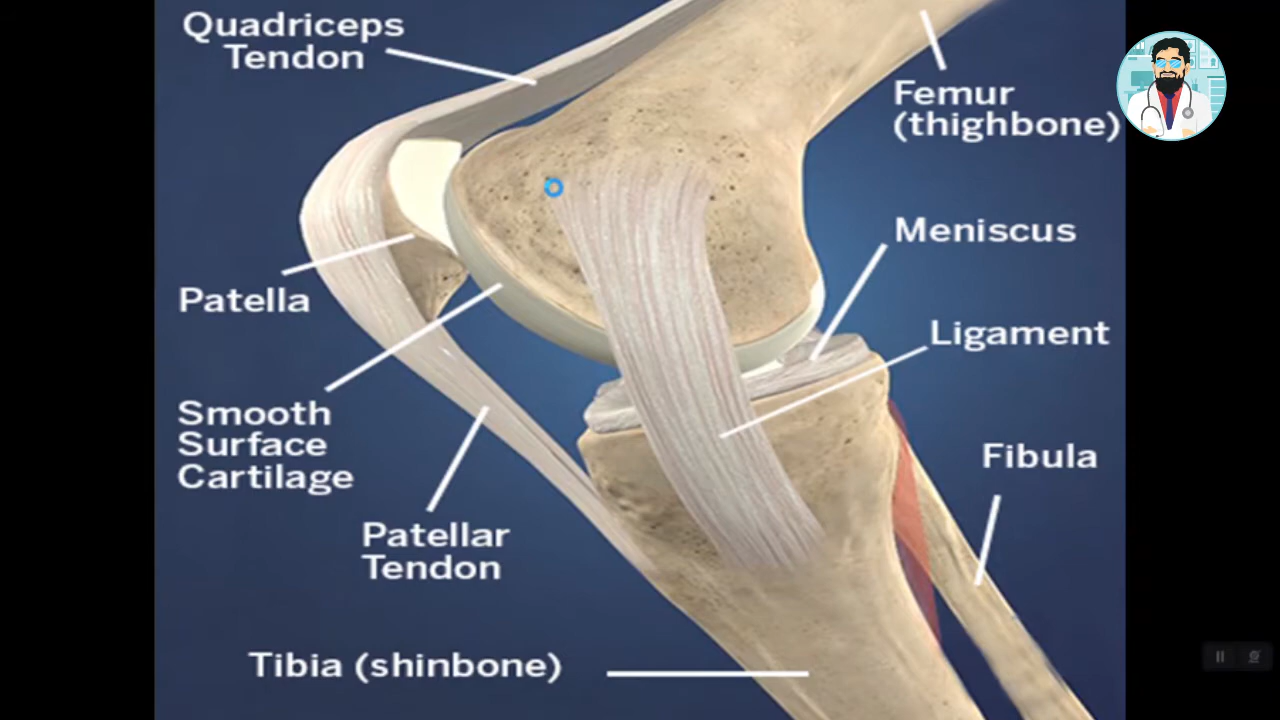 Quadriceps
Tendon
Femur
(thighbone)
Meniscus
Patella
Ligament
Smooth
Surface
Cartilage
Fibula
Patellar
Tendon
Tibia (shinbone)